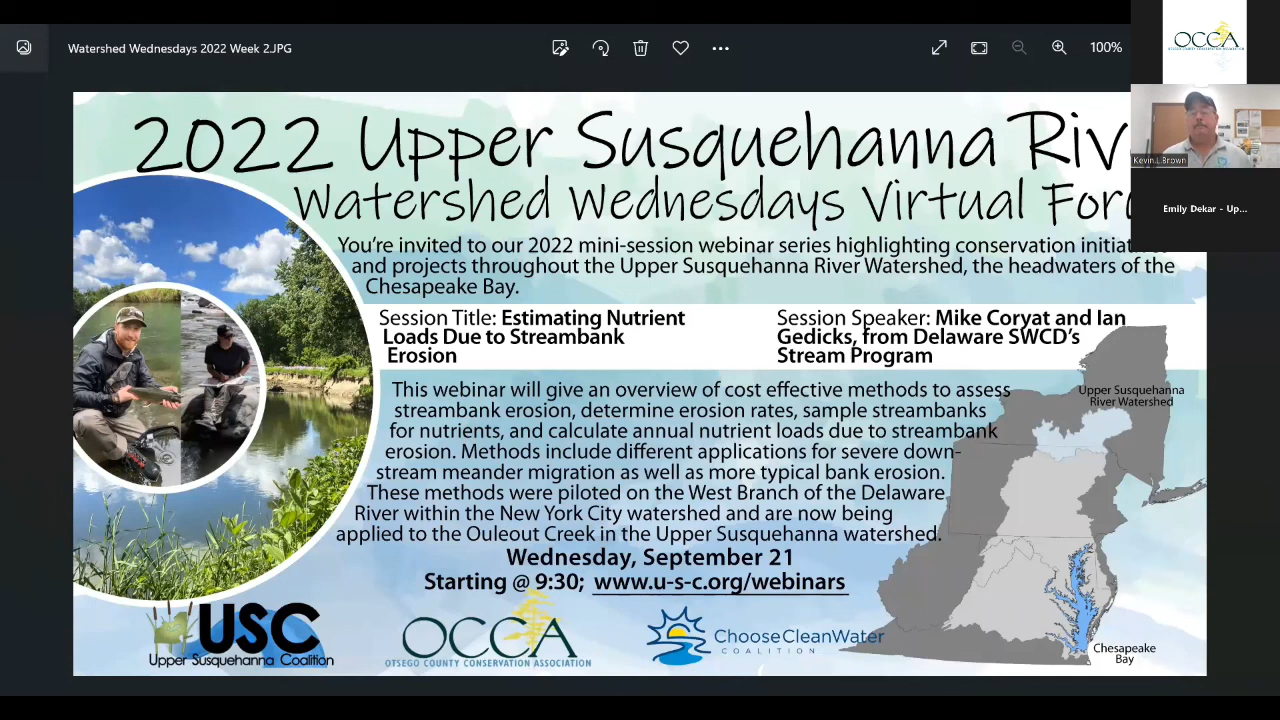 Watershed Wednesdays 2022 Week 2.JPG
100%
OCCA
Kevin.L.Brown
Emily Dekar - Up...
2022 Upper Susquehanna Riv
Watershed Wednesdays Virtual For
You're invited to our 2022 mini-session webinar series highlighting conservation initiat
and projects throughout the Upper Susquehanna River Watershed, the headwaters of the
Chesapeake Bay.
Session Title: Estimating Nutrient
Loads Due to Streambank
Erosion
Session Speaker: Mike Coryat and Ian
Gedicks, from Delaware SWCD's
Stream Program
This webinar will give an overview of cost effective methods to assess
streambank erosion, determine erosion rates, sample streambanks
for nutrients, and calculate annual nutrient loads due to streambank
erosion. Methods include different applications for severe down-
stream meander migration as well as more typical bank erosion.
These methods were piloted on the West Branch of the Delaware
River within the New York City watershed and are now being
applied to the Ouleout Creek in the Upper Susquehanna watershed.
Wednesday, September 21
Starting @ 9:30; www.u-s-c.org/webinars
Upper Susquehanna
River Watershed
Chesapeake
Bay
USC
Upper Susquehanna Coalition
OCCA
OTSEGO COUNTY CONSERVATION ASSOCIATION
ChooseCleanWater
COALITION